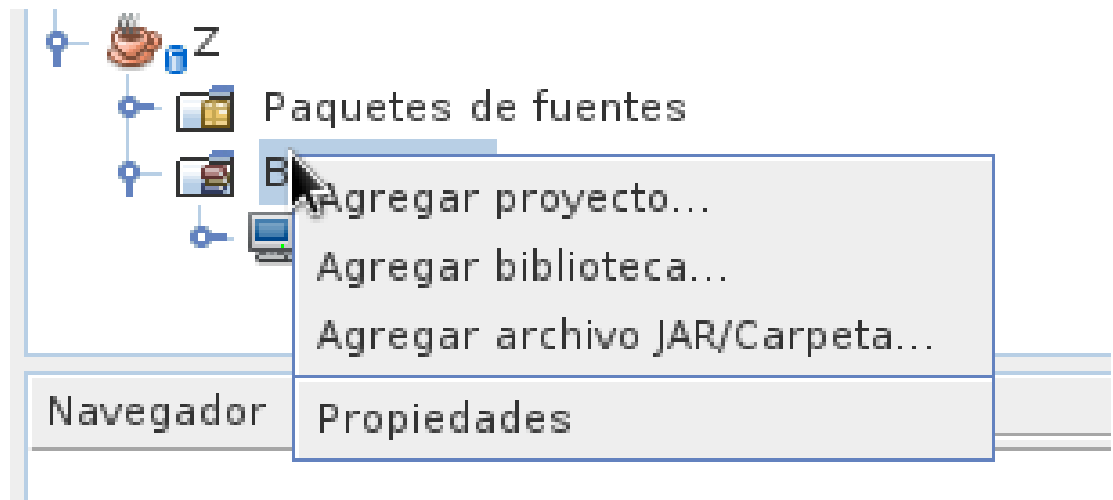 Z
Paquetes de fuentes
Agregar proyecto...
Agregar biblioteca...
Agregar archivo JAR/Carpeta...
Propiedades
Navegador